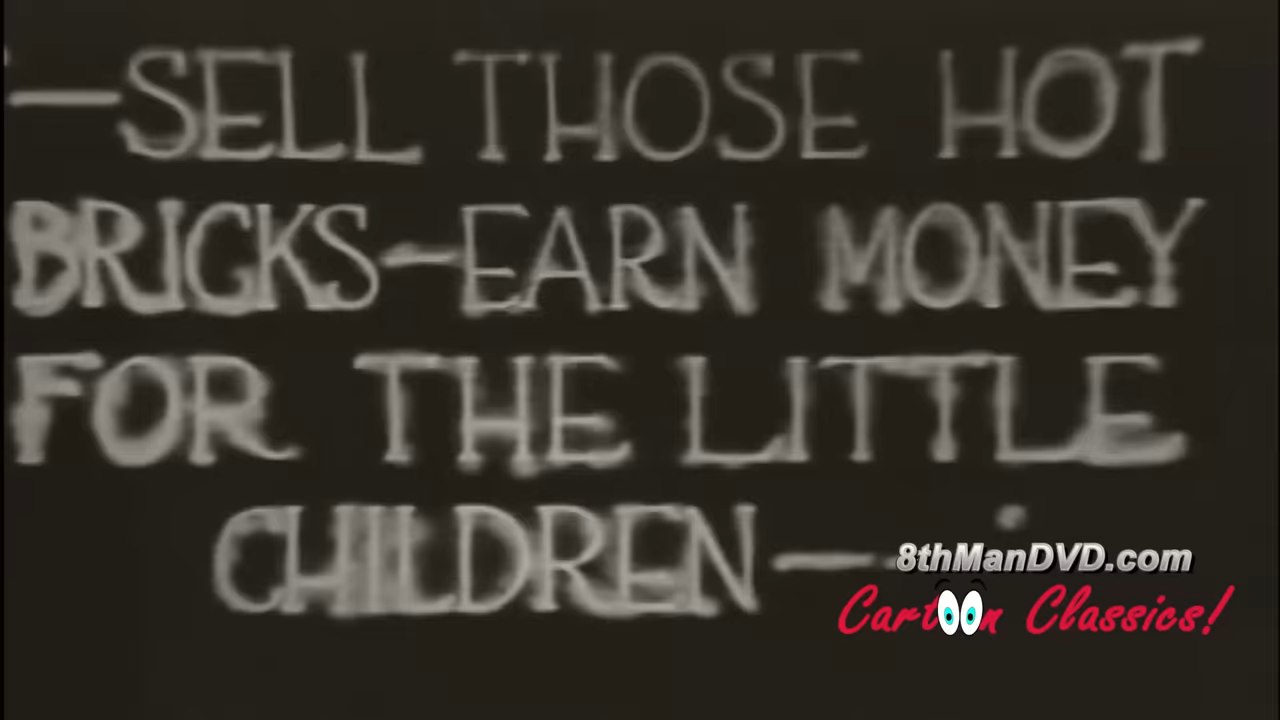 —SELL THOSE HOT
BRICKS—EARN MONEY
FOR THE LITTLE
CHILDREN—
8thManDVD.com
Cartoon Classics!